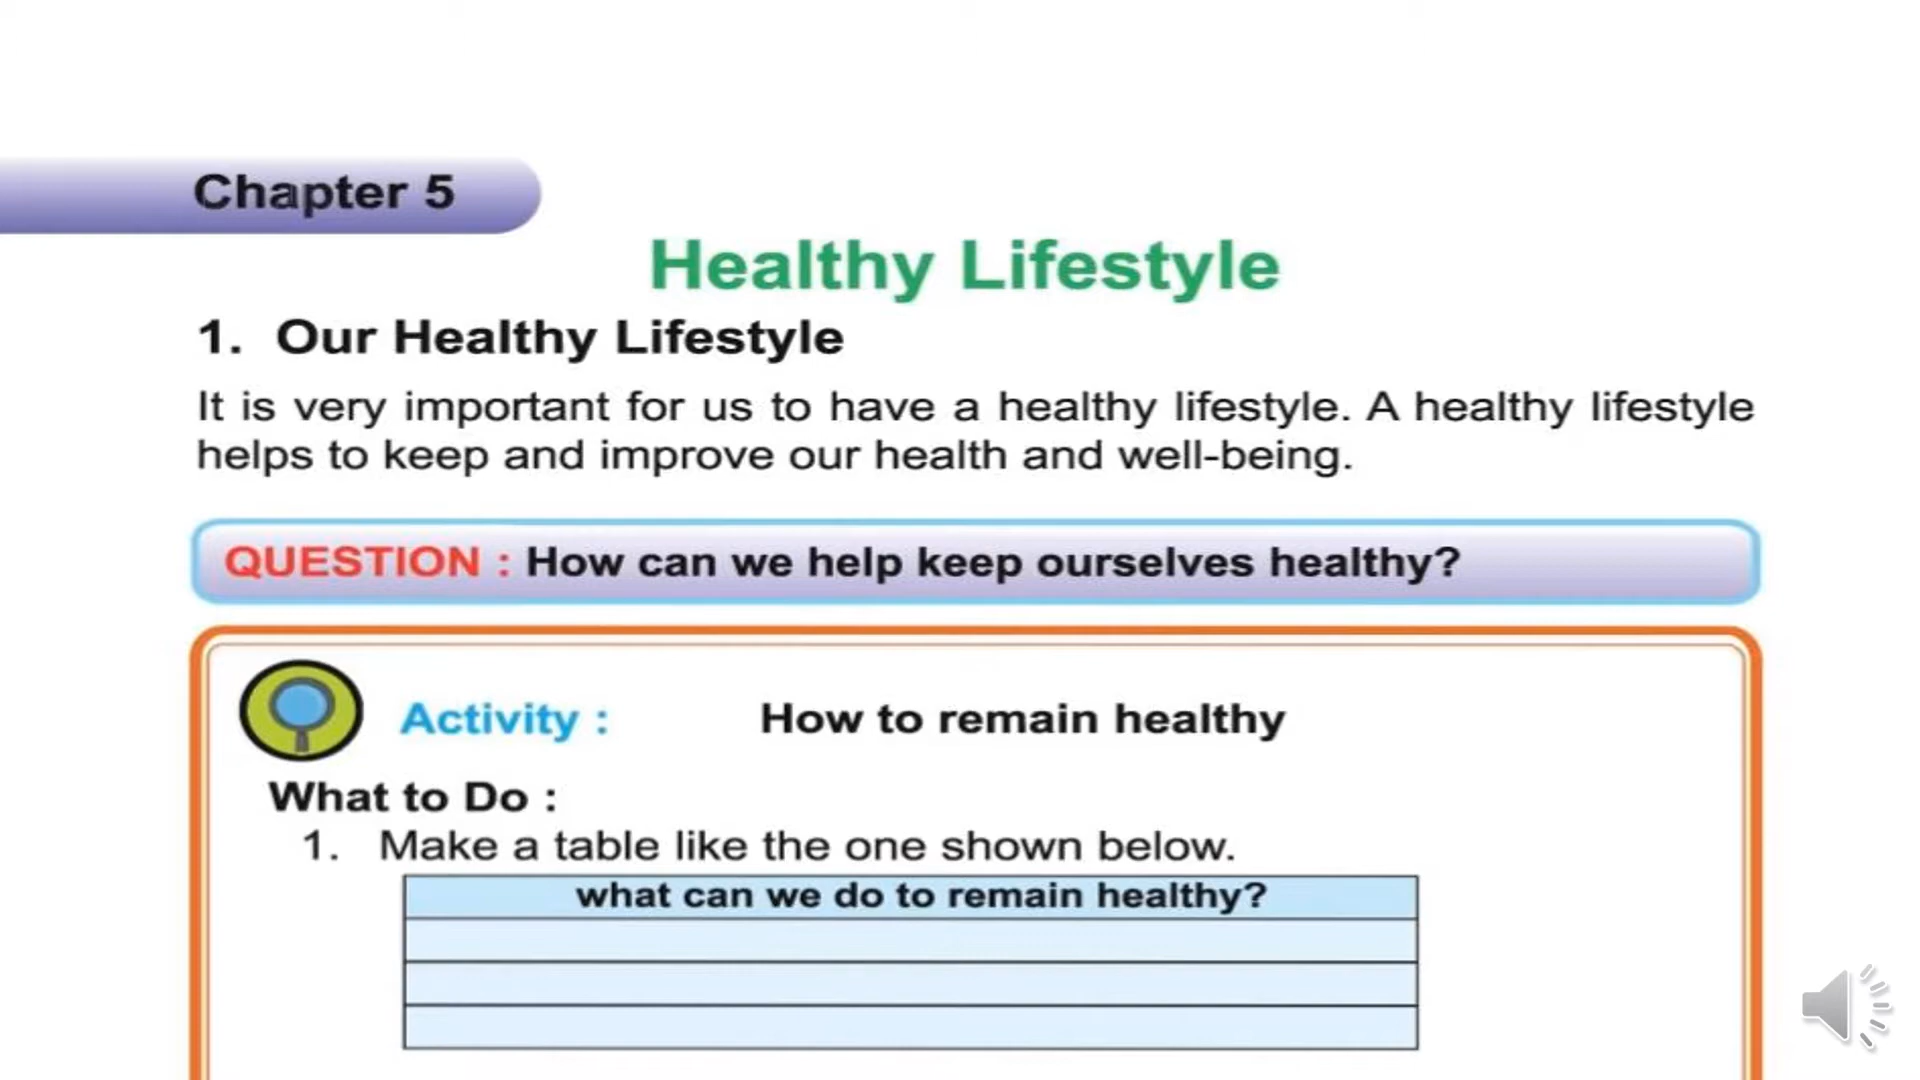 Chapter 5
Healthy Lifestyle
1. Our Healthy Lifestyle
It is very important for us to have a healthy lifestyle. A healthy lifestyle
helps to keep and improve our health and well-being.
QUESTION : How can we help keep ourselves healthy?
Activity : How to remain healthy
What to Do :
1. Make a table like the one shown below.
what can we do to remain healthy?